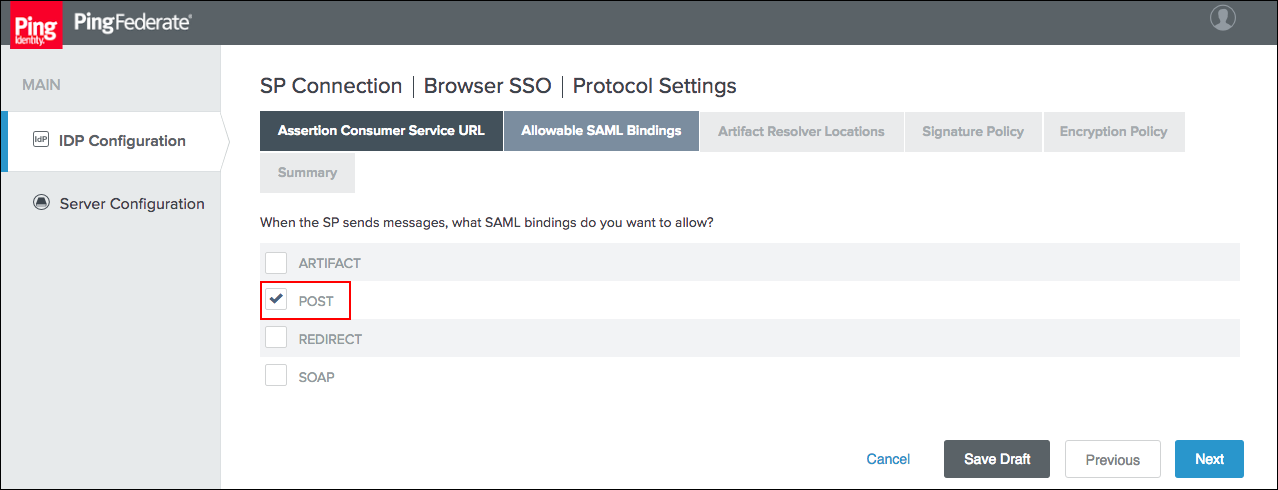 Ping
Identity.
PingFederate®
MAIN
IdP IDP Configuration
Server Configuration
SP Connection | Browser SSO | Protocol Settings
Assertion Consumer Service URL Allowable SAML Bindings Artifact Resolver Locations Signature Policy Encryption Policy
Summary
When the SP sends messages, what SAML bindings do you want to allow?
ARTIFACT
POST
REDIRECT
SOAP
Cancel Save Draft Previous Next